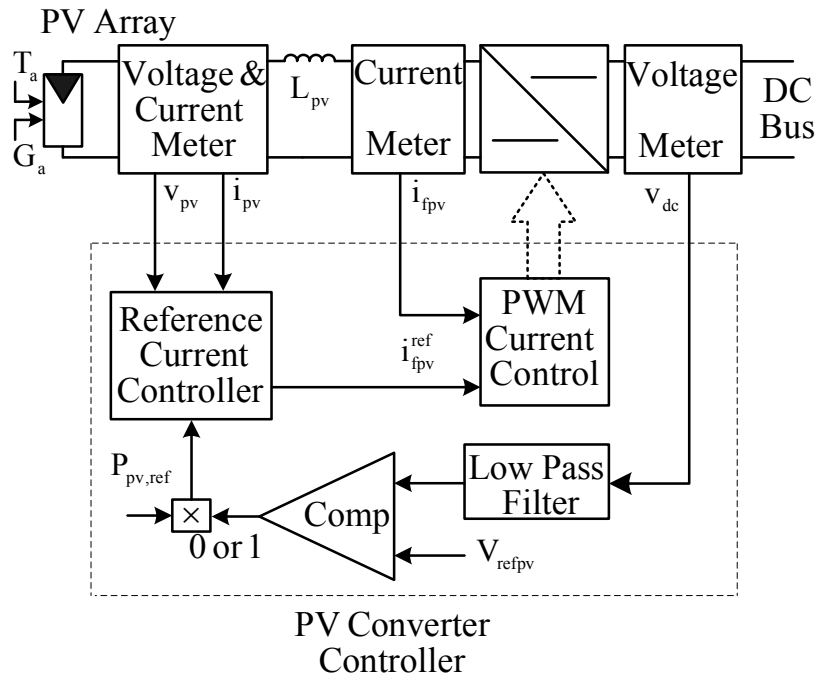 PV Array
T_a
G_a
Voltage &
Current
Meter
L_pv
Current
Meter
Voltage
Meter
DC
Bus
v_pv
i_pv
i_fpv
v_dc
Reference
Current
Controller
i_fpv^ref
PWM
Current
Control
P_pv,ref
×
0 or 1
Comp
Low Pass
Filter
V_refpv
PV Converter
Controller